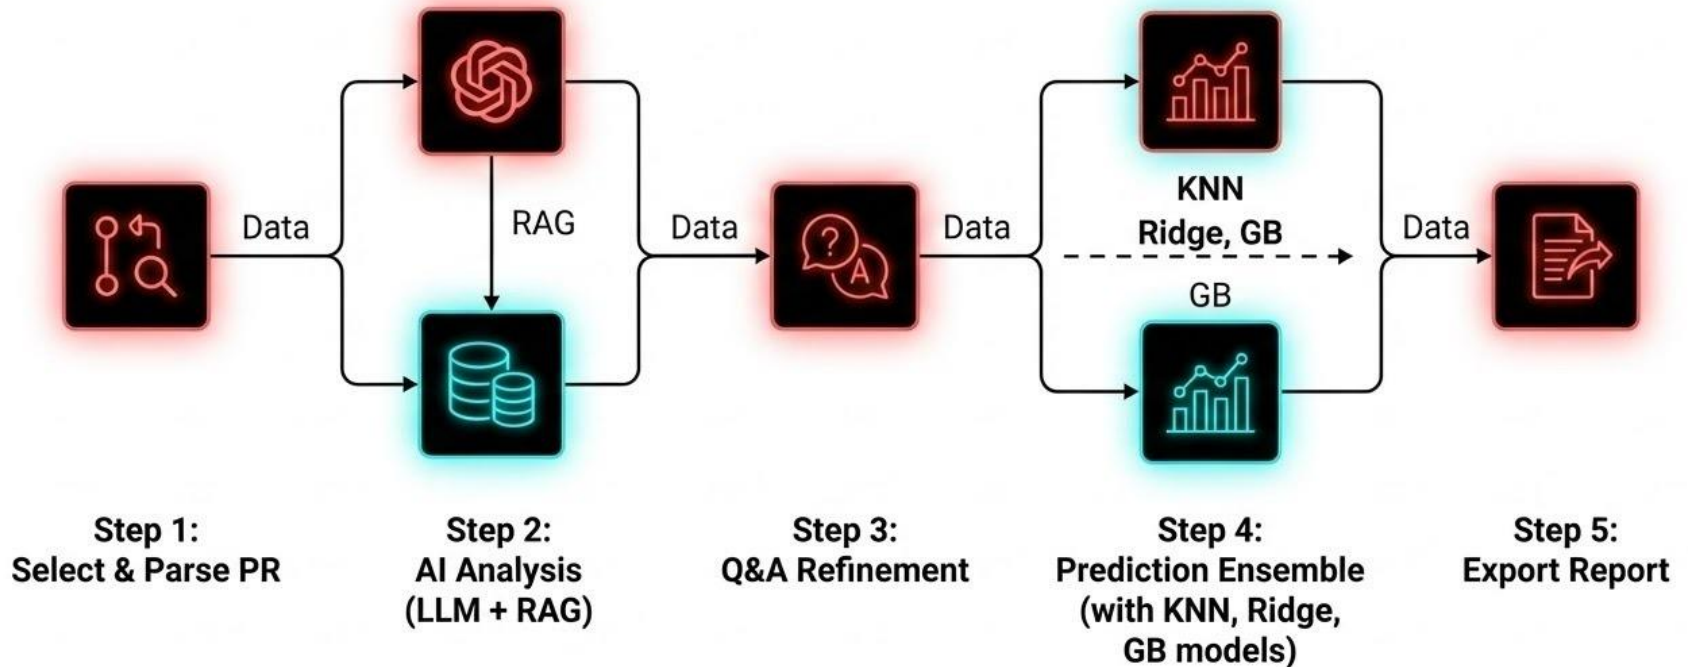 Data
RAG
Data
?
A
Data
KNN
Ridge, GB
GB
Data
Step 1:
Select & Parse PR
Step 2:
AI Analysis
(LLM + RAG)
Step 3:
Q&A Refinement
Step 4:
Prediction Ensemble
(with KNN, Ridge,
GB models)
Step 5:
Export Report